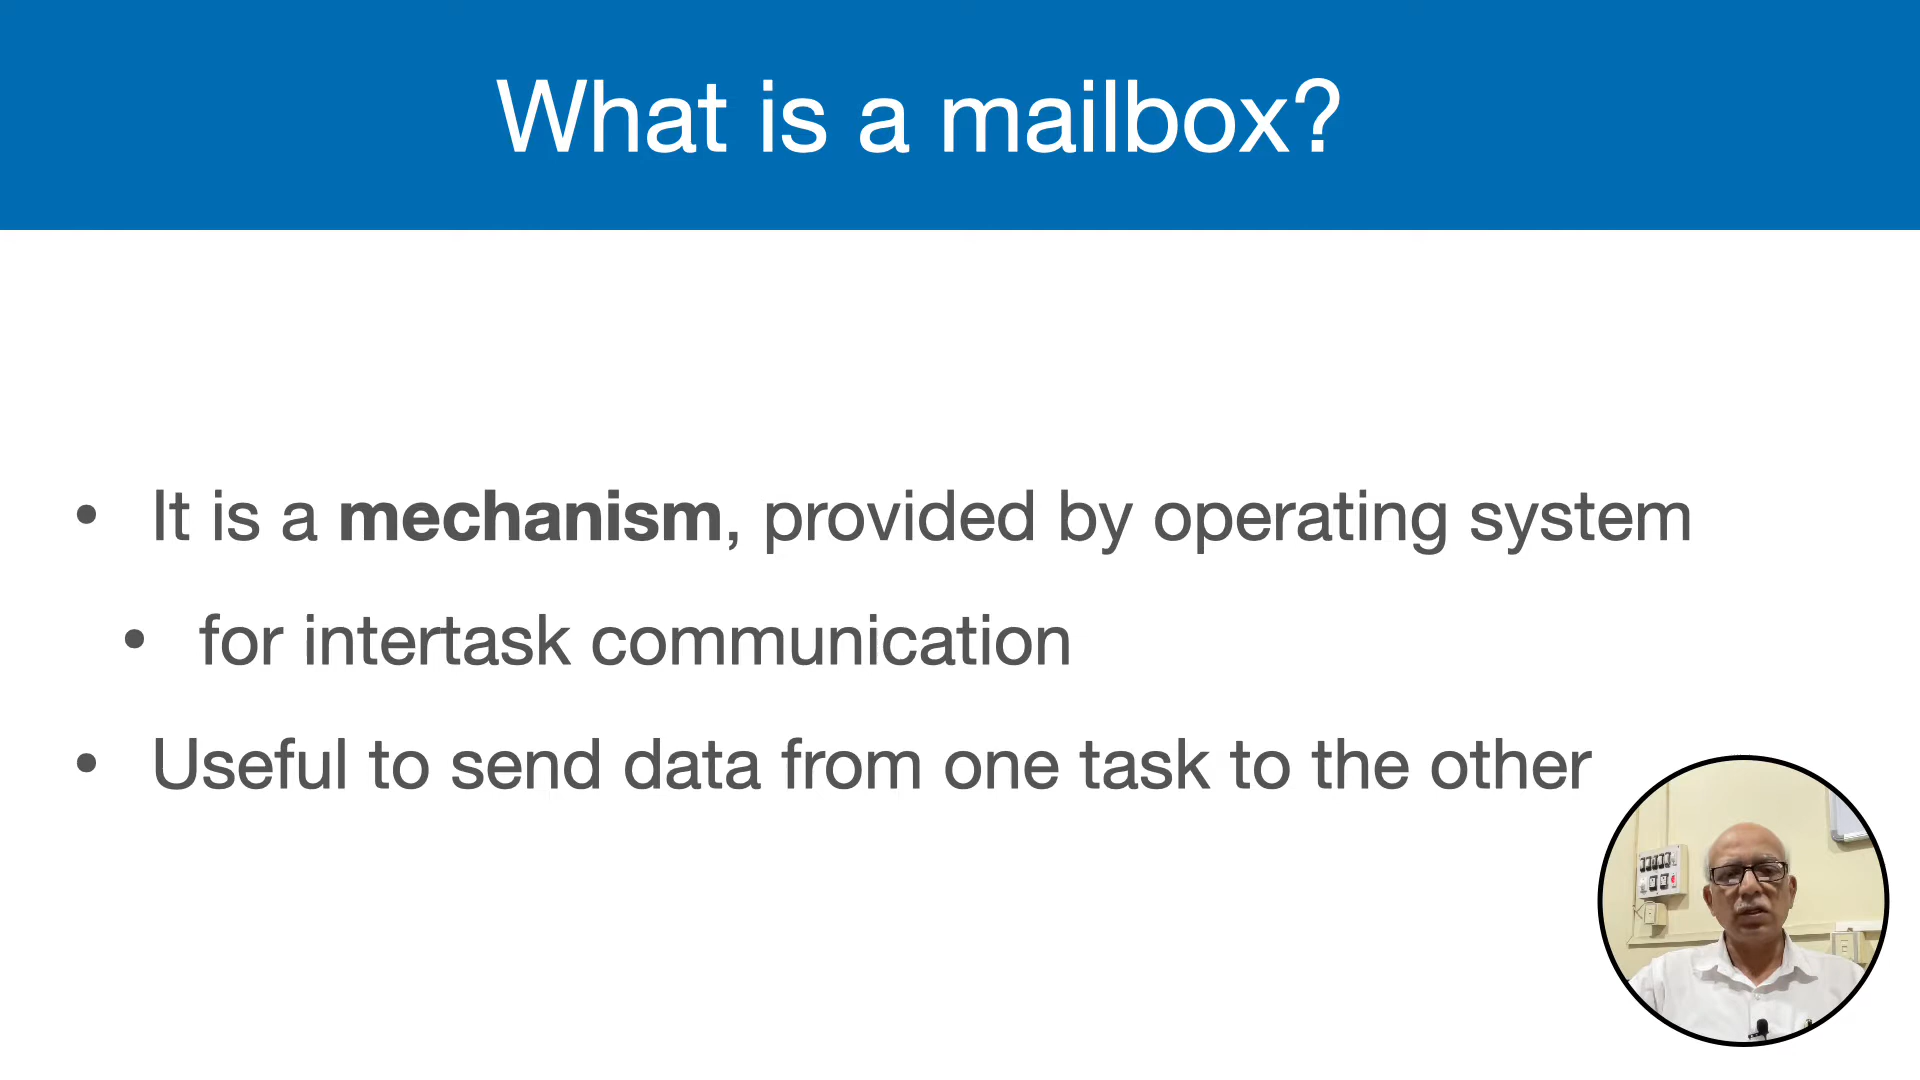 What is a mailbox?
• It is a mechanism, provided by operating system
• for intertask communication
• Useful to send data from one task to the other